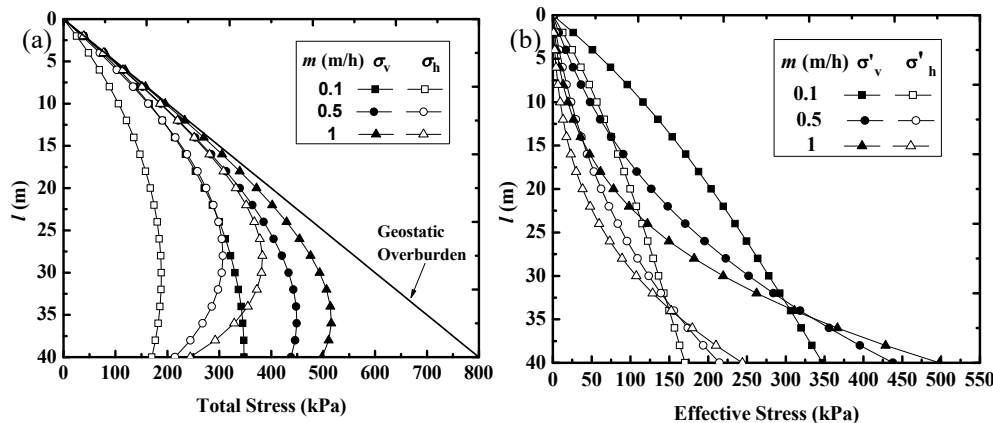 (a)
m (m/h) σv σh
0.1
0.5
1
Geostatic
Overburden
l (m)
0
5
10
15
20
25
30
35
40
0 100 200 300 400 500 600 700 800
Total Stress (kPa)
(b)
m (m/h) σ'v σ'h
0.1
0.5
1
l (m)
0
5
10
15
20
25
30
35
40
0 50 100 150 200 250 300 350 400 450 500 550
Effective Stress (kPa)